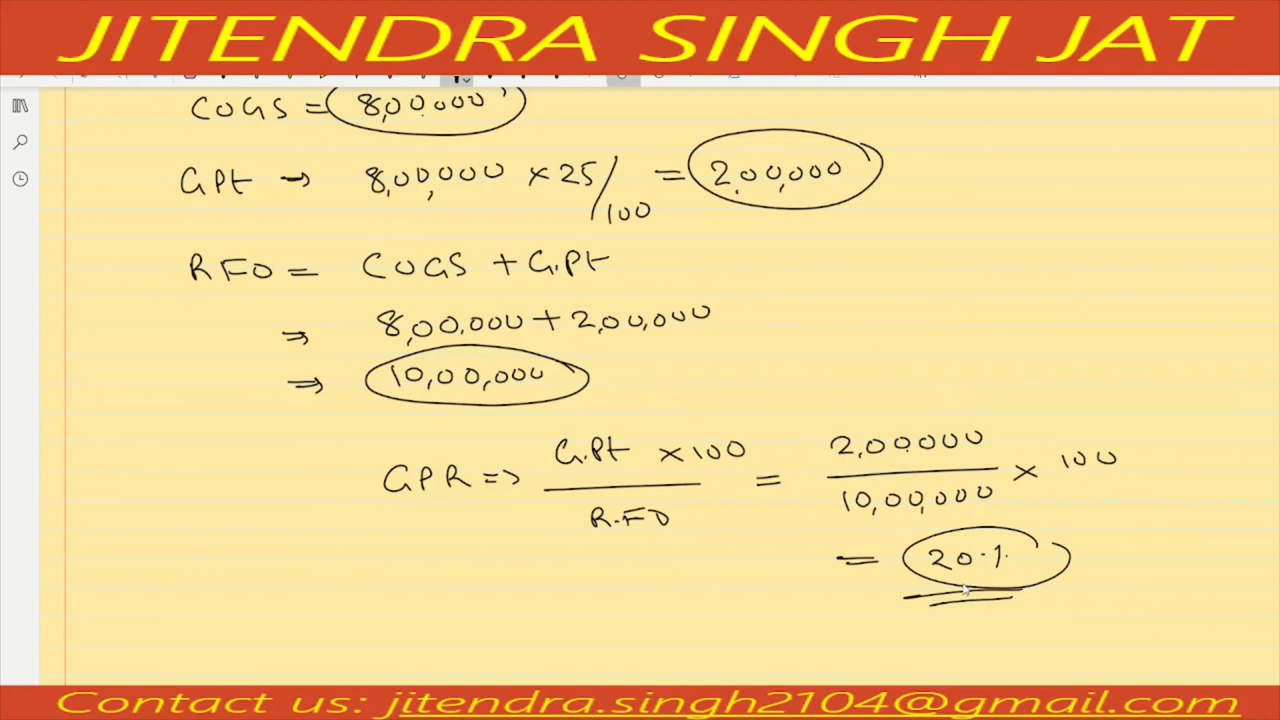 JITENDRA SINGH JAT
COGS = 8,00,000
G.Pt → 8,00,000 × 25/100 = 2,00,000
RFO = COGS + G.Pt
⇒ 8,00,000 + 2,00,000
⇒ 10,00,000
GPR ⇒ G.Pt × 100 / R.FO = 2,00000 / 10,00,000 × 100
= 20%
Contact us: jitendra.singh2104@gmail.com